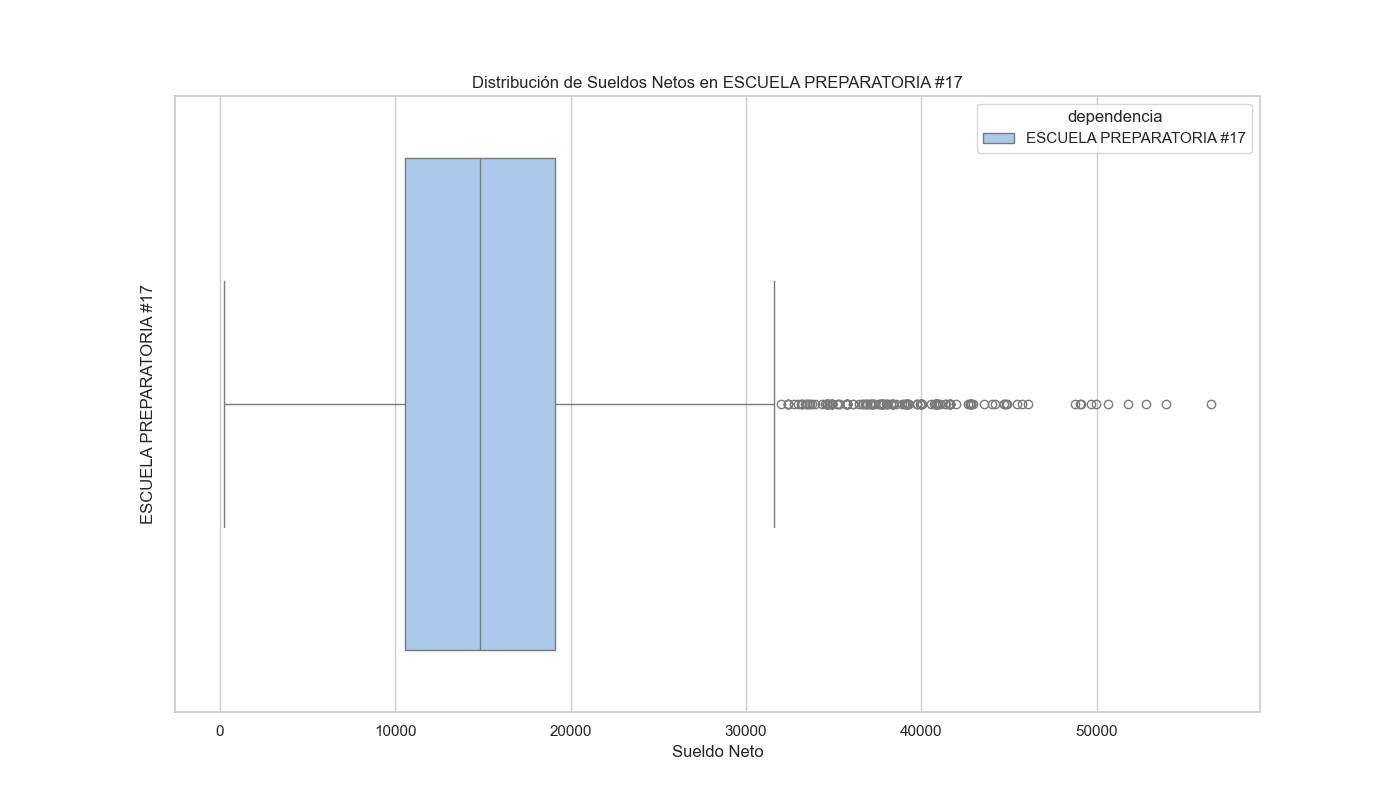 Distribución de Sueldos Netos en ESCUELA PREPARATORIA #17
dependencia
ESCUELA PREPARATORIA #17
ESCUELA PREPARATORIA #17
0 10000 20000 30000 40000 50000
Sueldo Neto